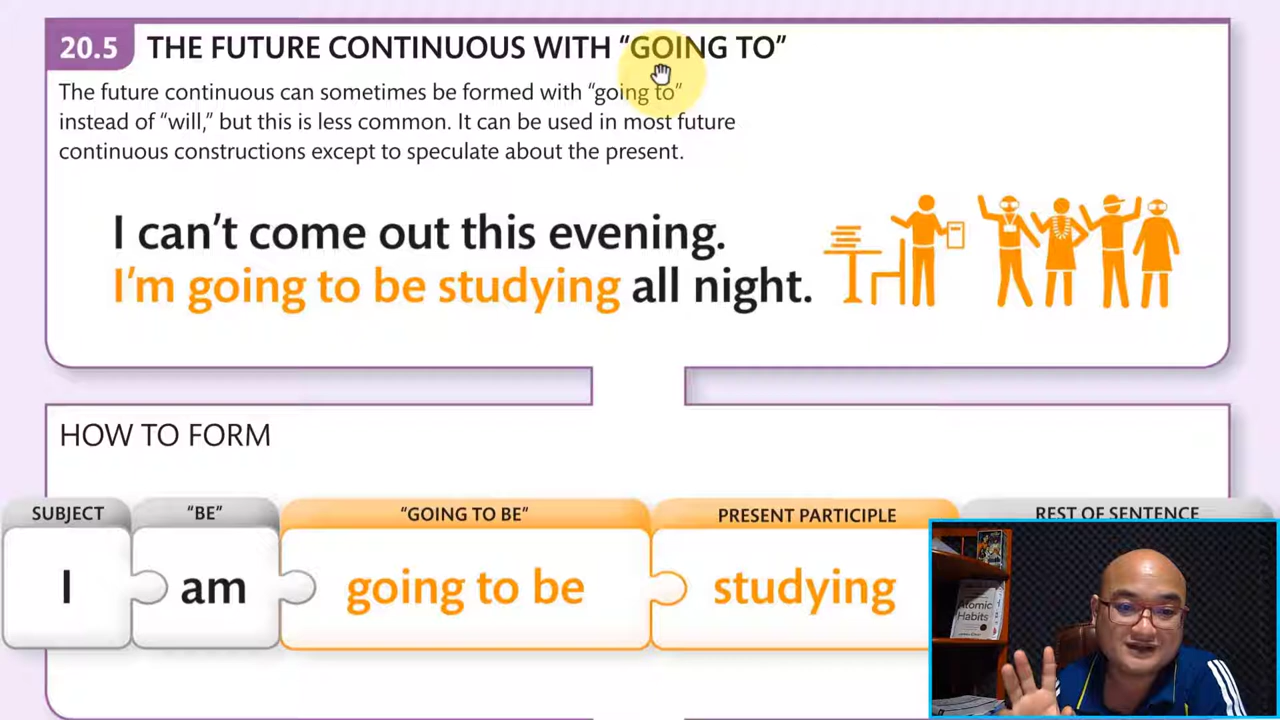 20.5 THE FUTURE CONTINUOUS WITH “GOING TO”
The future continuous can sometimes be formed with “going to”
instead of “will,” but this is less common. It can be used in most future
continuous constructions except to speculate about the present.
I can’t come out this evening.
I’m going to be studying all night.
HOW TO FORM
SUBJECT “BE” “GOING TO BE” PRESENT PARTICIPLE REST OF SENTENCE
I am going to be studying
Atomic
Habits